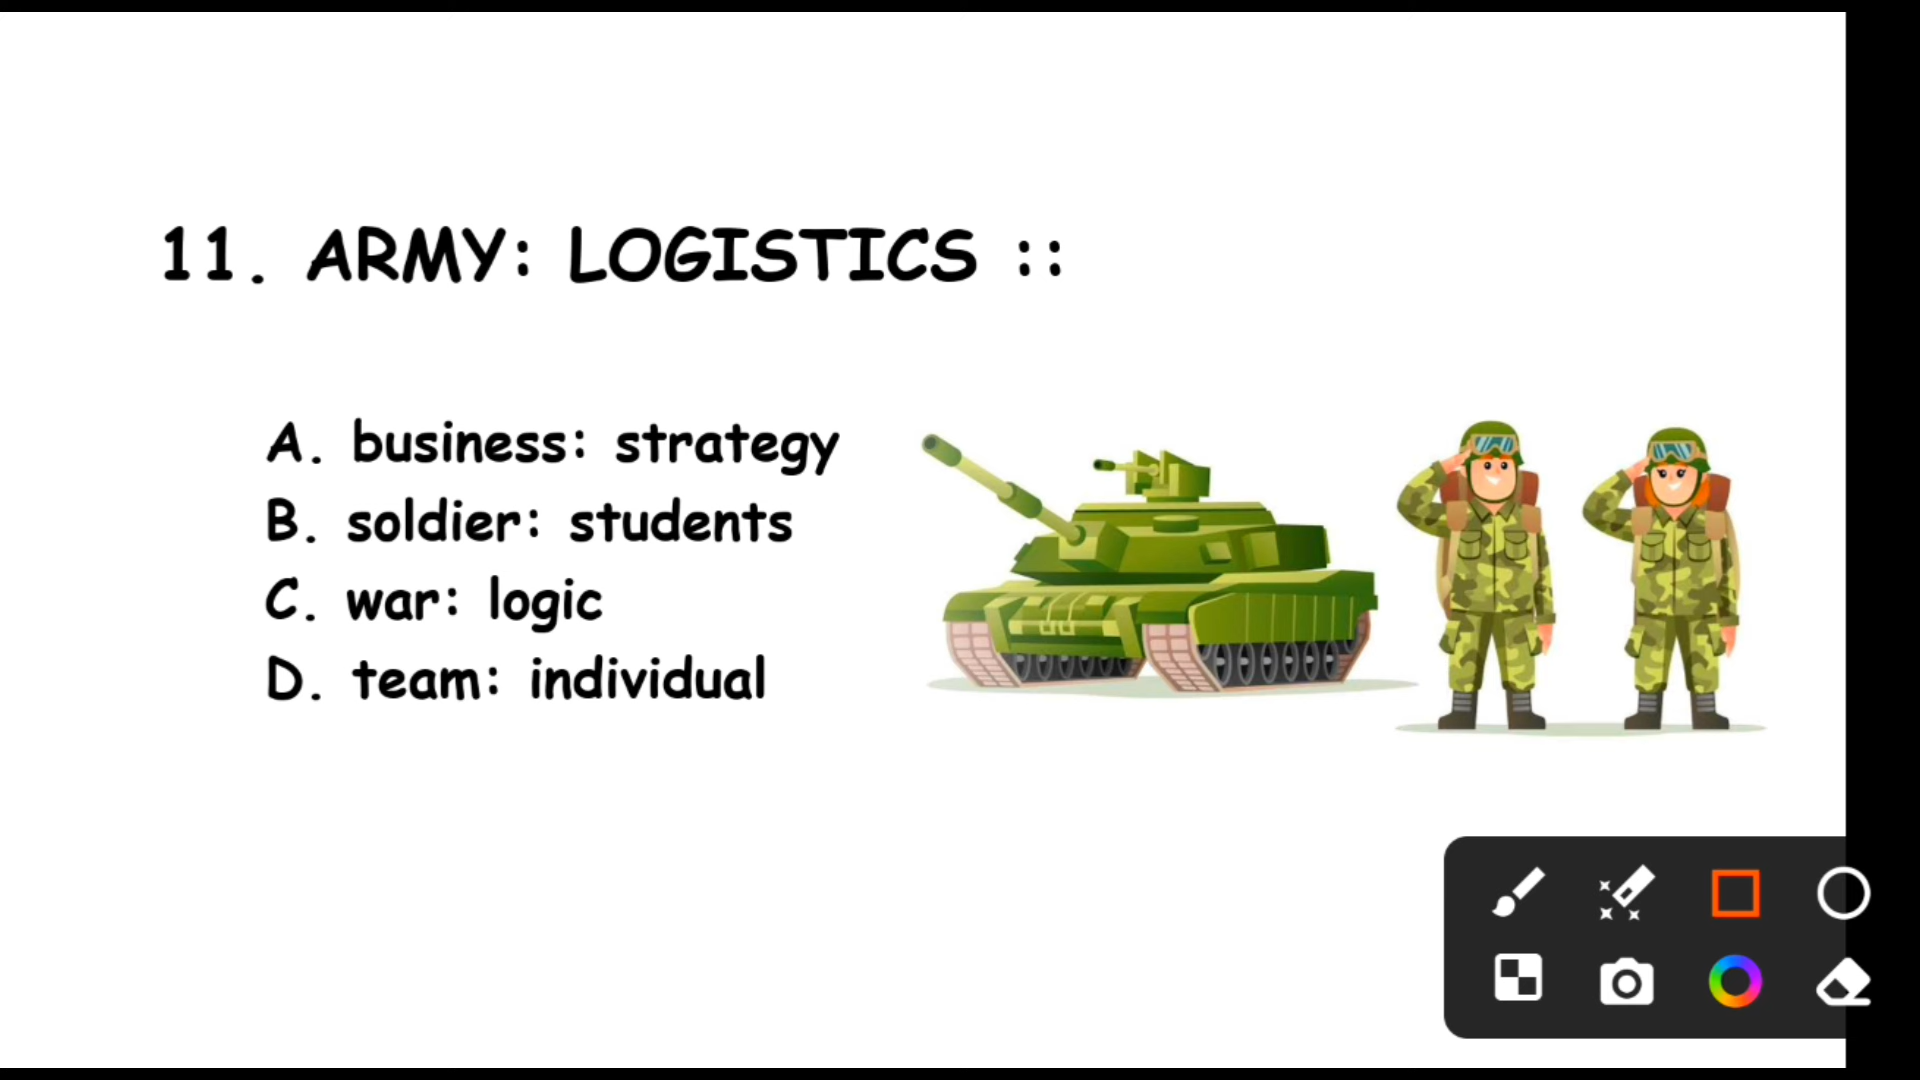 11. ARMY: LOGISTICS ::
A. business: strategy
B. soldier: students
C. war: logic
D. team: individual